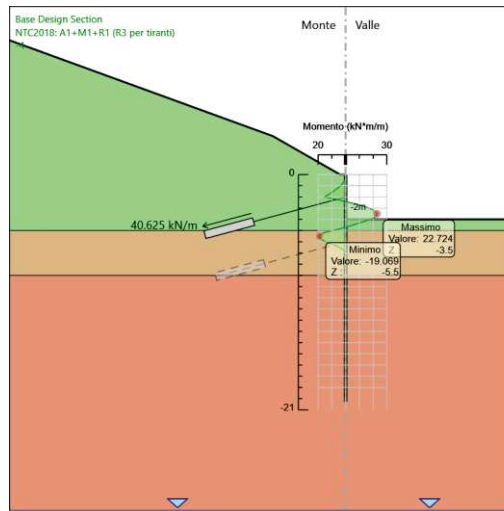 Base Design Section
NTC2018: A1+M1+R1 (R3 per tiranti)
Monte
Valle
Momento (kN*m/m)
20
30
0
-2m
40.625 kN/m
Massimo
Valore: 22.724
Z
-3.5
Minimo
Valore: -19.069
Z :
-5.5
-21